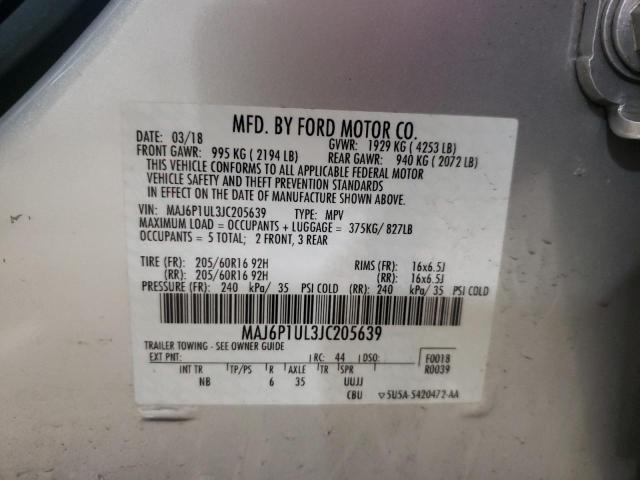 MFD. BY FORD MOTOR CO.
DATE: 03/18 GVWR: 1929 KG ( 4253 LB)
FRONT GAWR: 995 KG ( 2194 LB) REAR GAWR: 940 KG ( 2072 LB)
THIS VEHICLE CONFORMS TO ALL APPLICABLE FEDERAL MOTOR
VEHICLE SAFETY AND THEFT PREVENTION STANDARDS
IN EFFECT ON THE DATE OF MANUFACTURE SHOWN ABOVE.
VIN: MAJ6P1UL3JC205639 TYPE: MPV
MAXIMUM LOAD = OCCUPANTS + LUGGAGE = 375KG/ 827LB
OCCUPANTS = 5 TOTAL; 2 FRONT, 3 REAR
TIRE (FR): 205/60R16 92H RIMS (FR): 16x6.5J
(RR): 205/60R16 92H (RR): 16x6.5J
PRESSURE (FR): 240 kPa/ 35 PSI COLD (RR): 240 kPa/ 35 PSI COLD
MAJ6P1UL3JC205639
TRAILER TOWING - SEE OWNER GUIDE
EXT PNT: RC: 44 DSO: F0018
INT TR TP/PS R AXLE TR SPR R0039
NB 6 35 UUJJ
CBU ▽5U5A-5420472-AA